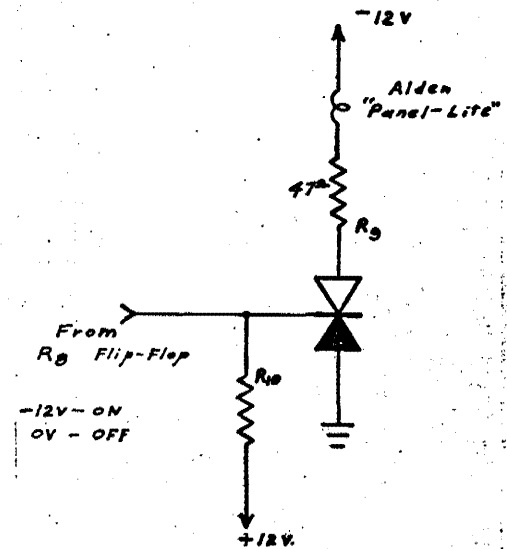 -12V
Alden
"Panel-Lite"
47Ω
R9
From
R8 Flip-Flop
R10
-12V - ON
0V - OFF
+12V.